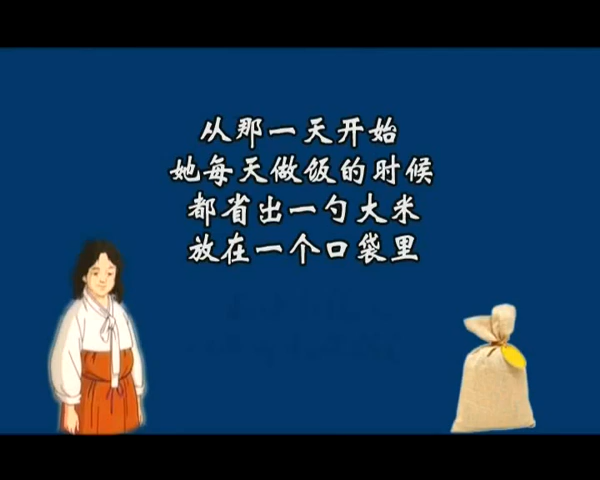 从那一天开始
她每天做饭的时候
都省出一勺大米
放在一个口袋里